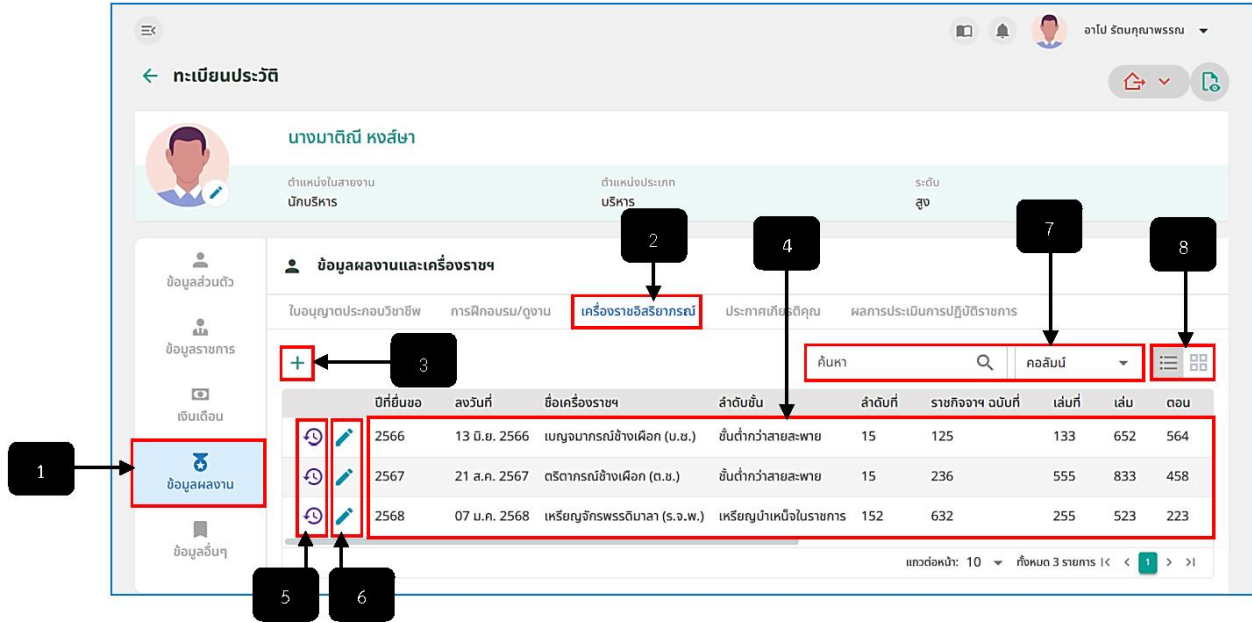 อาโป รัตนกุณาพรรณ
ทะเบียนประวัติ
นางมาติณี หงส์ษา
ตำแหน่งในสายงาน ตำแหน่งประเภท ระดับ
นักบริหาร บริหาร สูง
2 4 7 8
ข้อมูลส่วนตัว
ข้อมูลผลงานและเครื่องราชฯ
ใบอนุญาตประกอบวิชาชีพ การฝึกอบรม/ดูงาน เครื่องราชอิสริยาภรณ์ ประกาศเกียรติคุณ ผลการประเมินการปฏิบัติราชการ
ข้อมูลราชการ
+ 3 ค้นหา คอลัมน์
เงินเดือน
ปีที่ยื่นขอ ลงวันที่ ชื่อเครื่องราชฯ ลำดับชั้น ลำดับที่ ราชกิจจาฯ ฉบับที่ เล่มที่ เล่ม ตอน
2566 13 มิ.ย. 2566 เบญจมาภรณ์ช้างเผือก (บ.ช.) ชั้นต่ำกว่าสายสะพาย 15 125 133 652 564
1 ข้อมูลผลงาน
2567 21 ส.ค. 2567 ตริตาภรณ์ช้างเผือก (ต.ช.) ชั้นต่ำกว่าสายสะพาย 15 236 555 833 458
2568 07 ม.ค. 2568 เหรียญจักรพรรดิมาลา (ร.จ.พ.) เหรียญบำเหน็จในราชการ 152 632 255 523 223
ข้อมูลอื่นๆ
แถวต่อหน้า: 10 ทั้งหมด 3 รายการ |< < 1 > >|
5 6